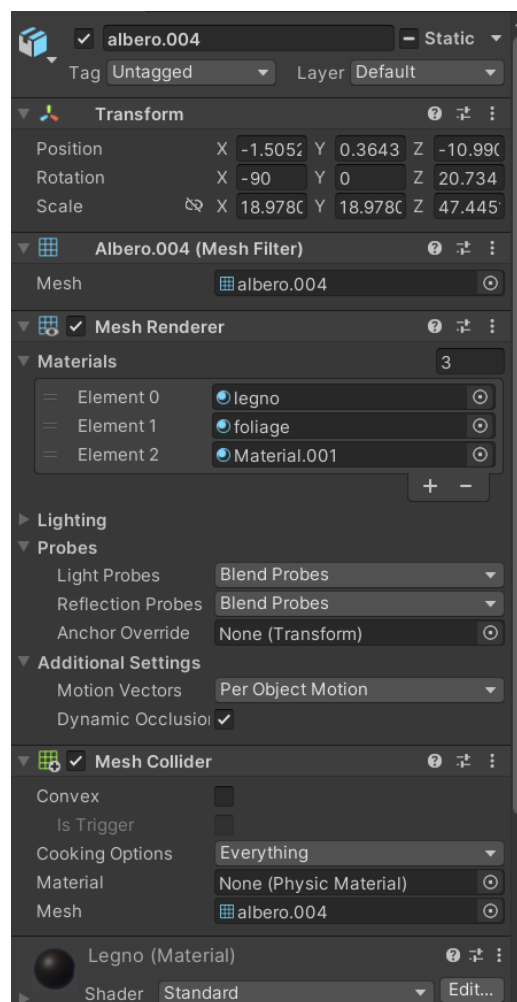 albero.004 Static
Tag Untagged Layer Default
Transform
Position X -1.5052 Y 0.3643 Z -10.990
Rotation X -90 Y 0 Z 20.734
Scale X 18.9780 Y 18.9780 Z 47.445
Albero.004 (Mesh Filter)
Mesh albero.004
Mesh Renderer
Materials 3
Element 0 legno
Element 1 foliage
Element 2 Material.001
Lighting
Probes
Light Probes Blend Probes
Reflection Probes Blend Probes
Anchor Override None (Transform)
Additional Settings
Motion Vectors Per Object Motion
Dynamic Occlusio
Mesh Collider
Convex
Is Trigger
Cooking Options Everything
Material None (Physic Material)
Mesh albero.004
Legno (Material)
Shader Standard Edit...